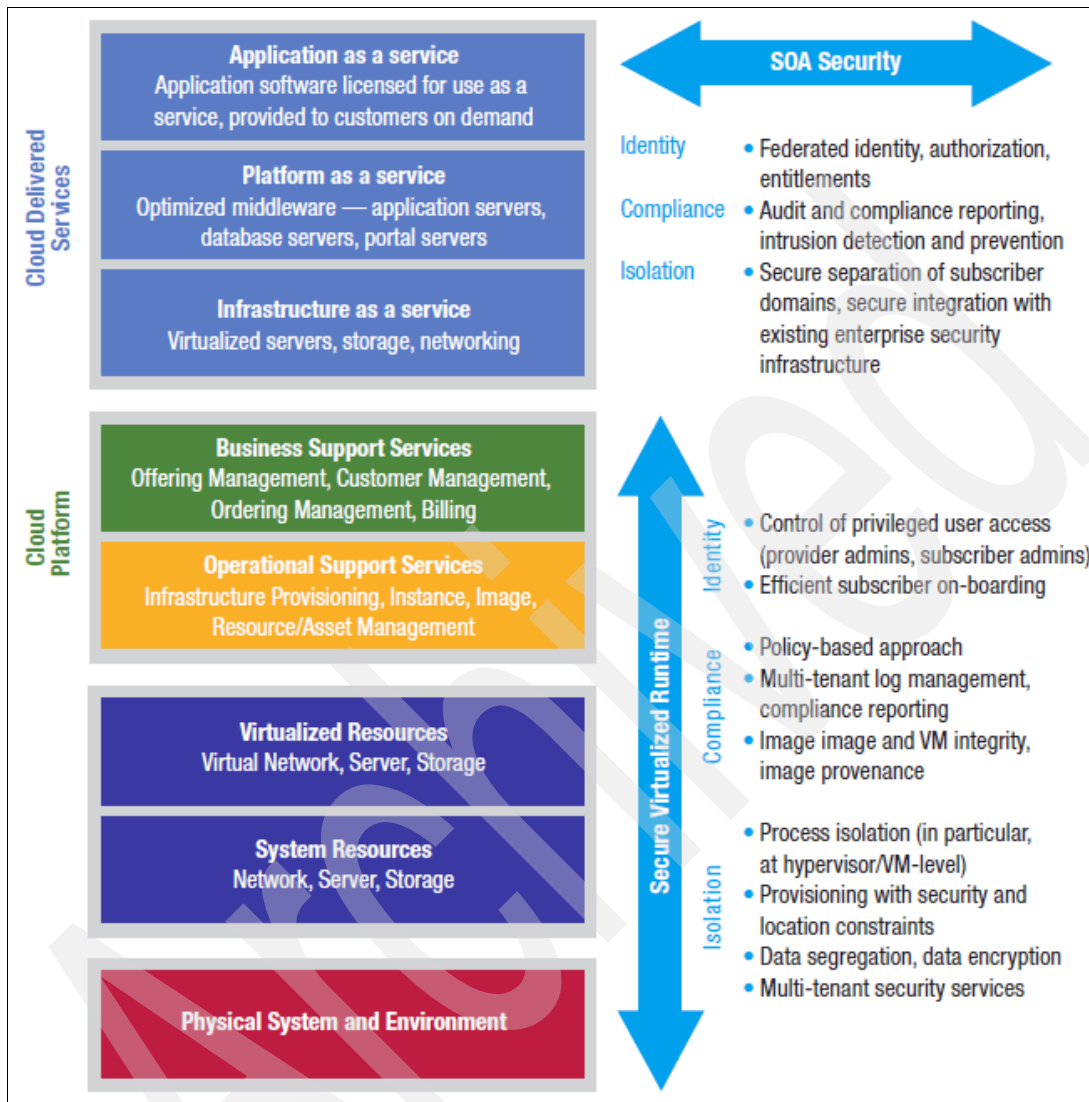 Cloud Delivered
Services
Application as a service
Application software licensed for use as a
service, provided to customers on demand
Platform as a service
Optimized middleware — application servers,
database servers, portal servers
Infrastructure as a service
Virtualized servers, storage, networking
SOA Security
Identity
• Federated identity, authorization,
entitlements
Compliance
• Audit and compliance reporting,
intrusion detection and prevention
Isolation
• Secure separation of subscriber
domains, secure integration with
existing enterprise security
infrastructure
Cloud
Platform
Business Support Services
Offering Management, Customer Management,
Ordering Management, Billing
Operational Support Services
Infrastructure Provisioning, Instance, Image,
Resource/Asset Management
Virtualized Resources
Virtual Network, Server, Storage
System Resources
Network, Server, Storage
Physical System and Environment
Secure Virtualized Runtime
Identity
• Control of privileged user access
(provider admins, subscriber admins)
• Efficient subscriber on-boarding
Compliance
• Policy-based approach
• Multi-tenant log management,
compliance reporting
• Image image and VM integrity,
image provenance
Isolation
• Process isolation (in particular,
at hypervisor/VM-level)
• Provisioning with security and
location constraints
• Data segregation, data encryption
• Multi-tenant security services
Archived